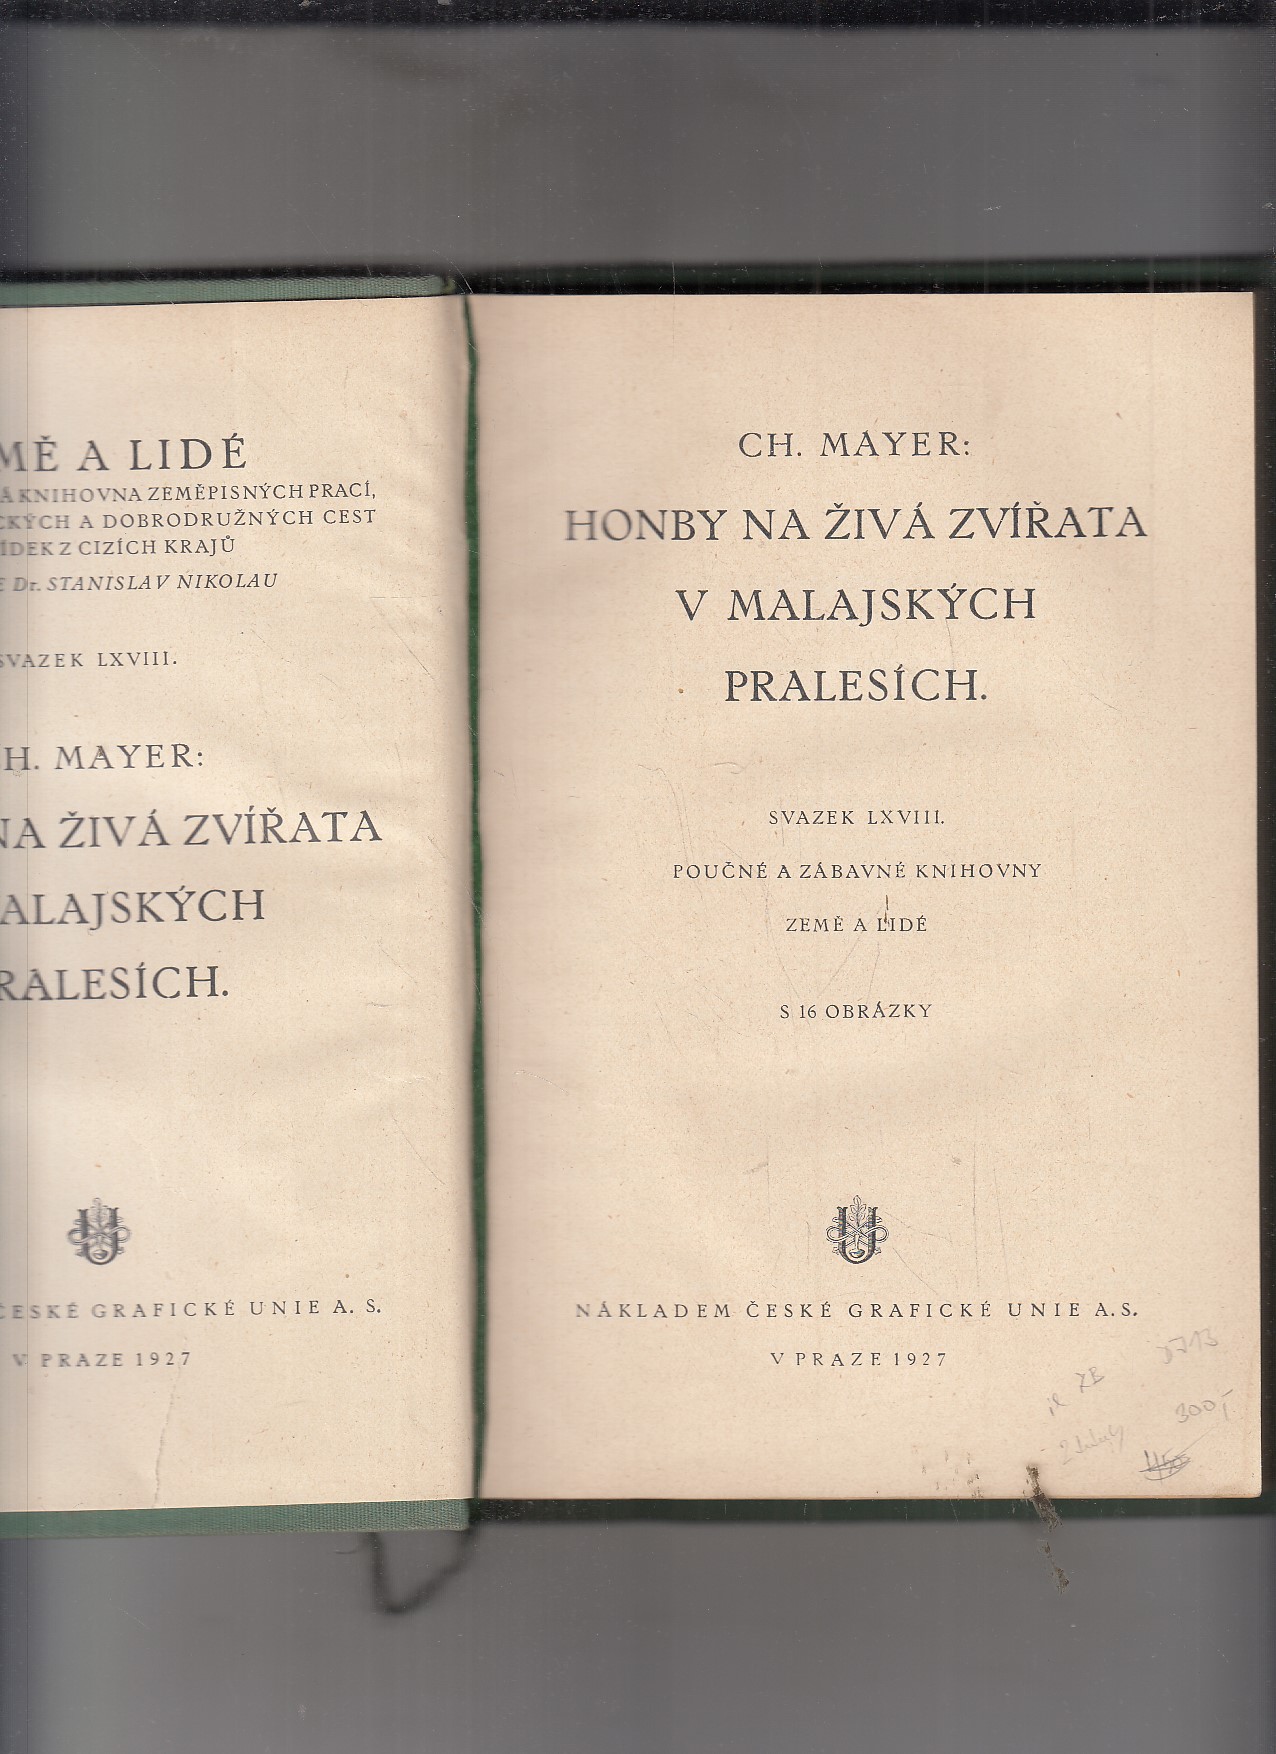 MĚ A LIDÉ
Á KNIHOVNA ZEMĚPISNÝCH PRACÍ,
CKÝCH A DOBRODRUŽNÝCH CEST
ÍDEK Z CIZÍCH KRAJŮ
E Dr. STANISLAV NIKOLAU
SVAZEK LXVIII.
H. MAYER:
NA ŽIVÁ ZVÍŘATA
ALAJSKÝCH
RALESÍCH.
ČESKÉ GRAFICKÉ UNIE A. S.
V PRAZE 1927
CH. MAYER:
HONBY NA ŽIVÁ ZVÍŘATA
V MALAJSKÝCH
PRALESÍCH.
SVAZEK LXVIII.
POUČNÉ A ZÁBAVNÉ KNIHOVNY
ZEMĚ A LIDÉ
S 16 OBRÁZKY
NÁKLADEM ČESKÉ GRAFICKÉ UNIE A. S.
V PRAZE 1927